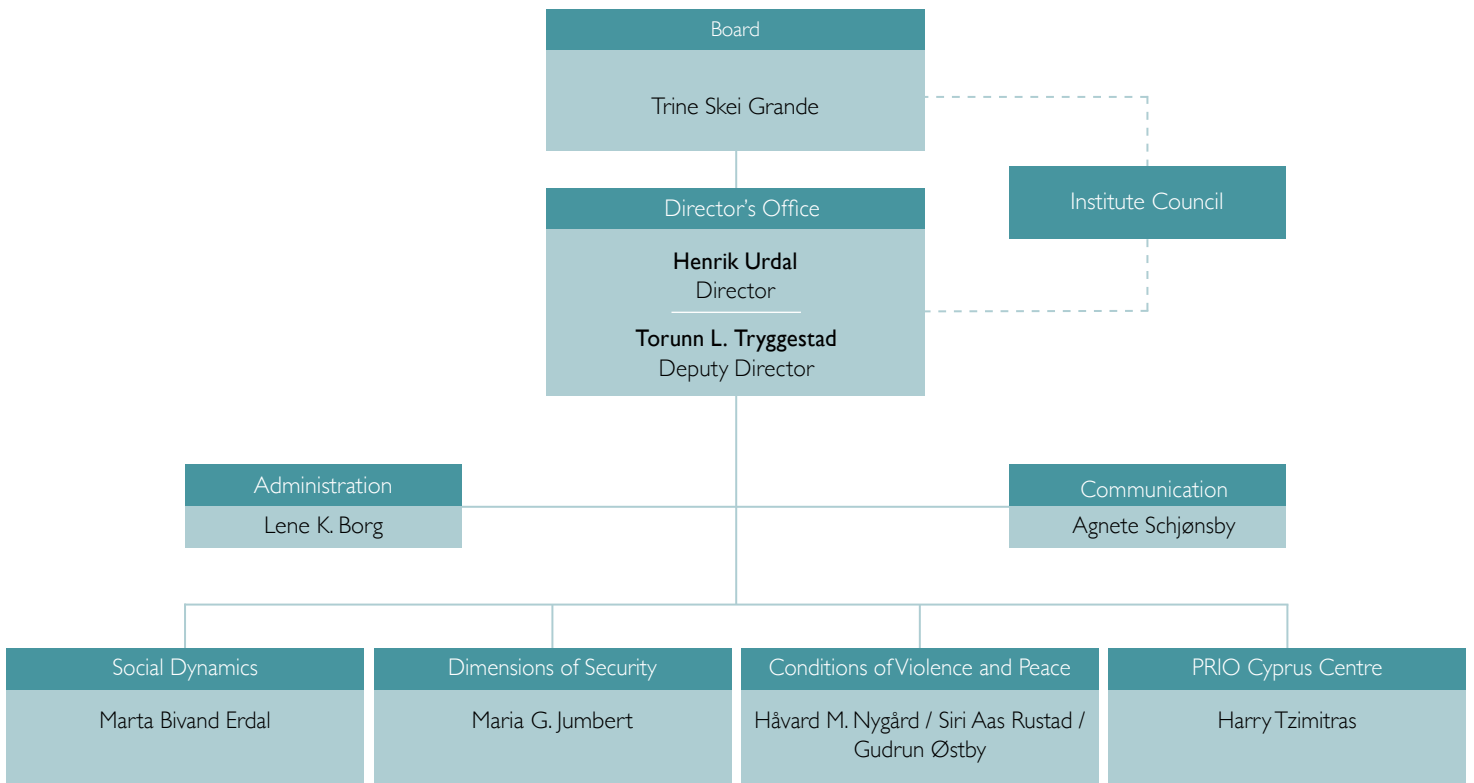 Board
Trine Skei Grande
Institute Council
Director's Office
Henrik Urdal
Director
Torunn L. Tryggestad
Deputy Director
Administration
Lene K. Borg
Communication
Agnete Schjønsby
Social Dynamics
Marta Bivand Erdal
Dimensions of Security
Maria G. Jumbert
Conditions of Violence and Peace
Håvard M. Nygård / Siri Aas Rustad /
Gudrun Østby
PRIO Cyprus Centre
Harry Tzimitras